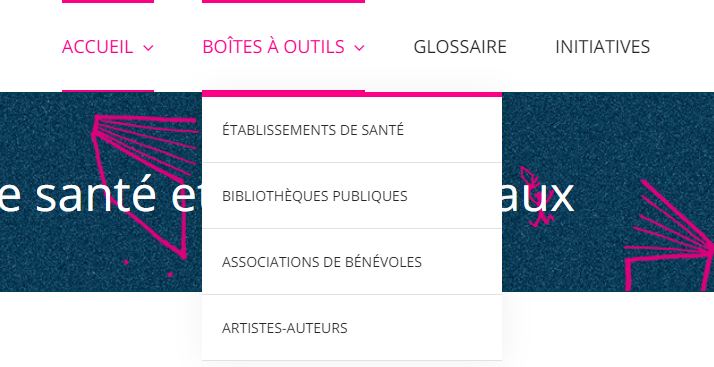 ACCUEIL
BOÎTES À OUTILS
GLOSSAIRE
INITIATIVES
ÉTABLISSEMENTS DE SANTÉ
e santé et aux
BIBLIOTHÈQUES PUBLIQUES
ASSOCIATIONS DE BÉNÉVOLES
ARTISTES-AUTEURS